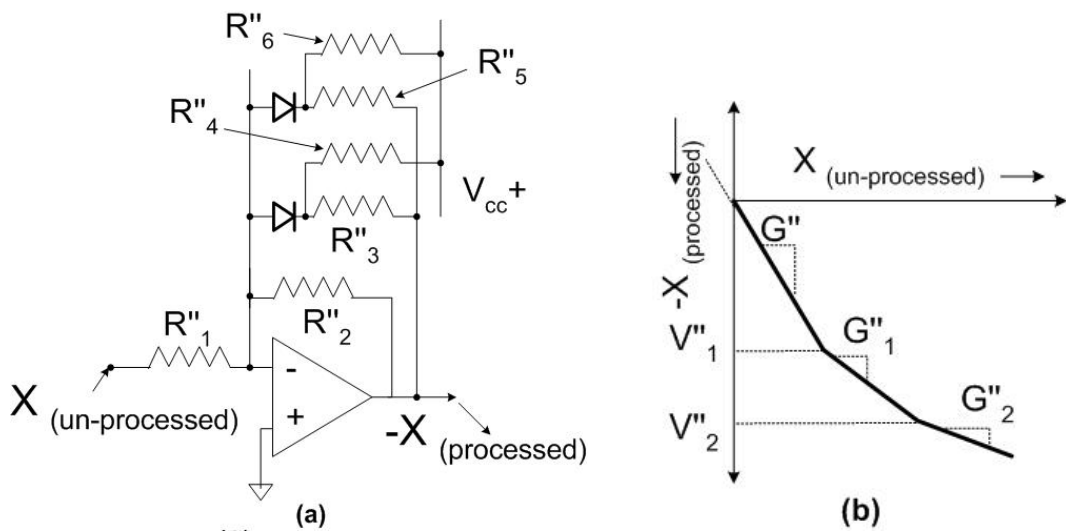 R"6
R"5
R"4
Vcc+
R"3
R"2
R"1
-
+
X (un-processed)
-X (processed)
(a)
X (un-processed)
-X (processed)
G"
V"1
G"1
V"2
G"2
(b)